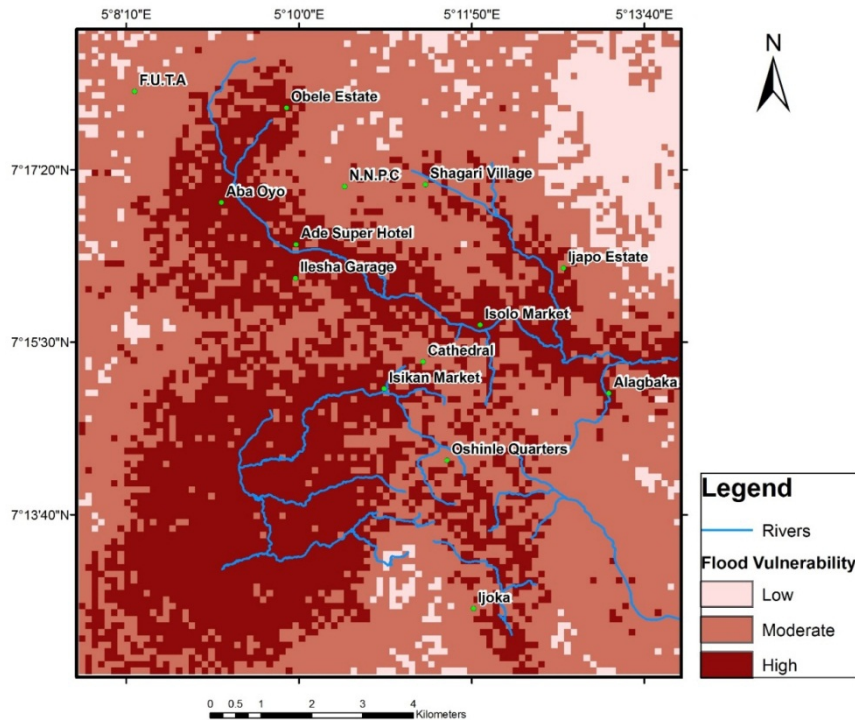 5°8'10"E 5°10'0"E 5°11'50"E 5°13'40"E
N
F.U.T.A
Obele Estate
7°17'20"N
N.N.P.C
Shagari Village
Aba Oyo
Ade Super Hotel
Ijapo Estate
Ilesha Garage
Isolo Market
7°15'30"N
Cathedral
Isikan Market
Alagbaka
Oshinle Quarters
7°13'40"N
Ijoka
Legend
Rivers
Flood Vulnerability
Low
Moderate
High
0 0.5 1 2 3 4
Kilometers